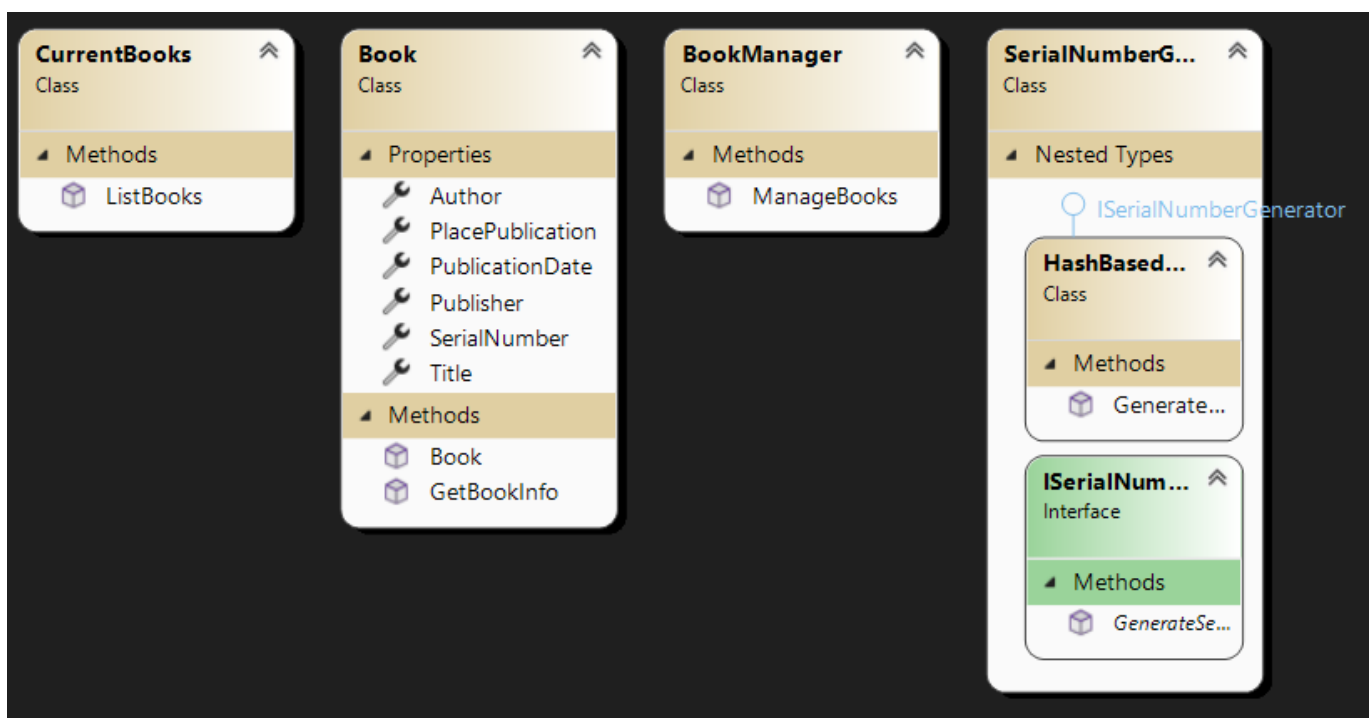 CurrentBooks
Class
Methods
ListBooks
Book
Class
Properties
Author
PlacePublication
PublicationDate
Publisher
SerialNumber
Title
Methods
Book
GetBookInfo
BookManager
Class
Methods
ManageBooks
SerialNumberG...
Class
Nested Types
ISerialNumberGenerator
HashBased...
Class
Methods
Generate...
ISerialNum...
Interface
Methods
GenerateSe...